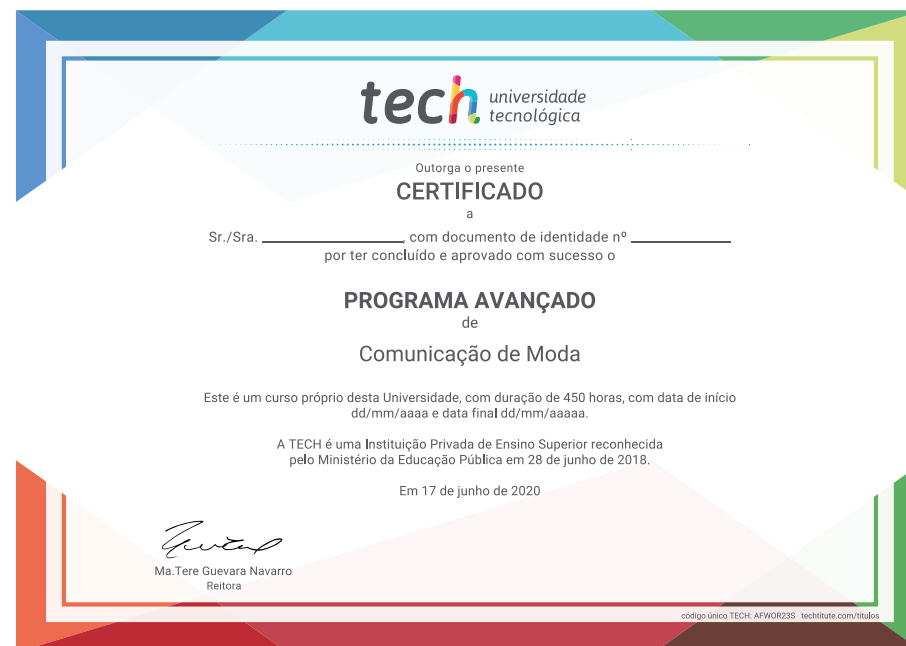 tech universidade
tecnológica
Outorga o presente
CERTIFICADO
a
Sr./Sra. ____________________, com documento de identidade nº ______________
por ter concluído e aprovado com sucesso o
PROGRAMA AVANÇADO
de
Comunicação de Moda
Este é um curso próprio desta Universidade, com duração de 450 horas, com data de início
dd/mm/aaaa e data final dd/mm/aaaaa.
A TECH é uma Instituição Privada de Ensino Superior reconhecida
pelo Ministério da Educação Pública em 28 de junho de 2018.
Em 17 de junho de 2020
Ma.Tere Guevara Navarro
Reitora
código único TECH: AFWOR23S techtitute.com/titulos